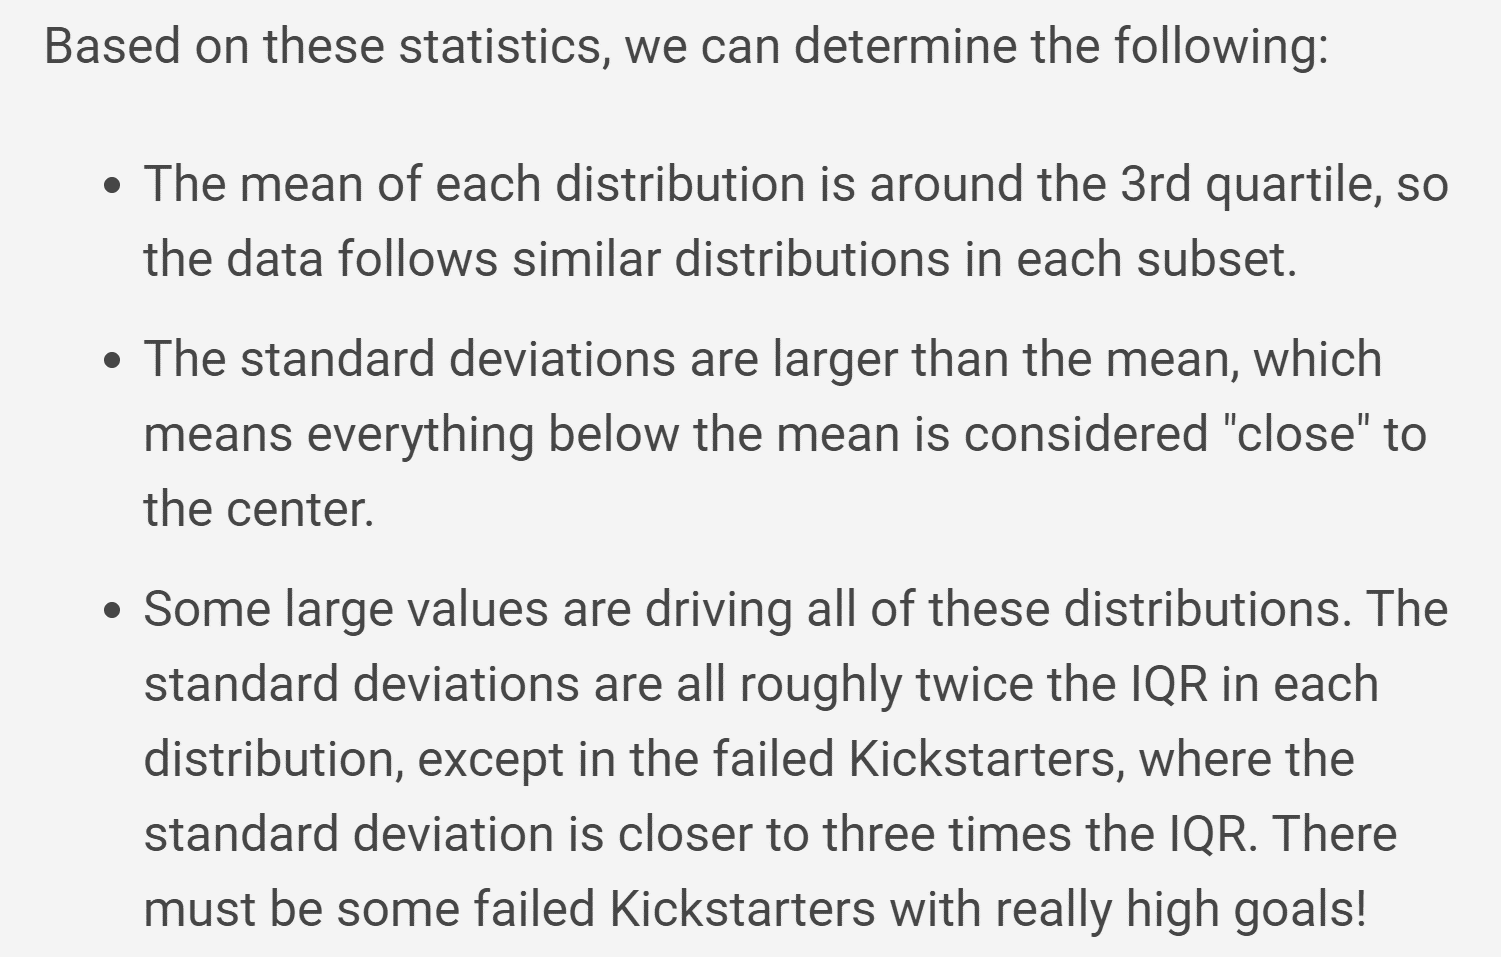 Based on these statistics, we can determine the following:
• The mean of each distribution is around the 3rd quartile, so
the data follows similar distributions in each subset.
• The standard deviations are larger than the mean, which
means everything below the mean is considered "close" to
the center.
• Some large values are driving all of these distributions. The
standard deviations are all roughly twice the IQR in each
distribution, except in the failed Kickstarters, where the
standard deviation is closer to three times the IQR. There
must be some failed Kickstarters with really high goals!